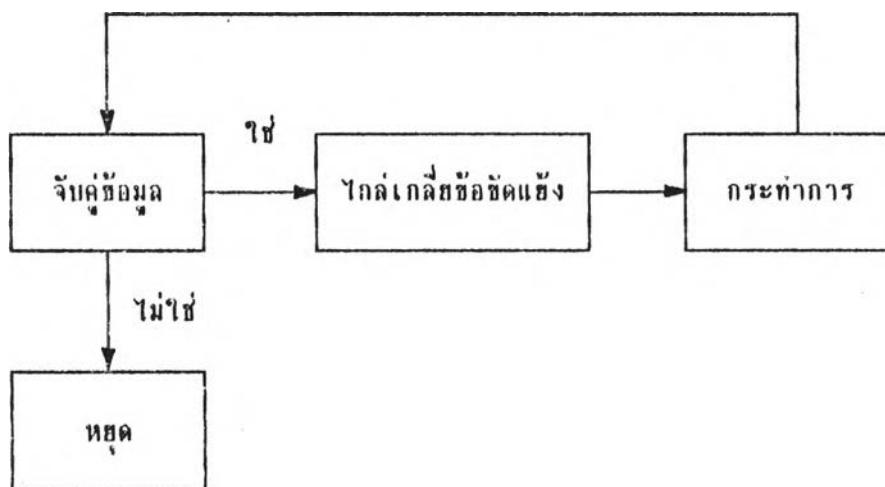 ใช่
จับคู่ข้อมูล
ไกล่เกลี่ยข้อขัดแย้ง
กระทำการ
ไม่ใช่
หยุด